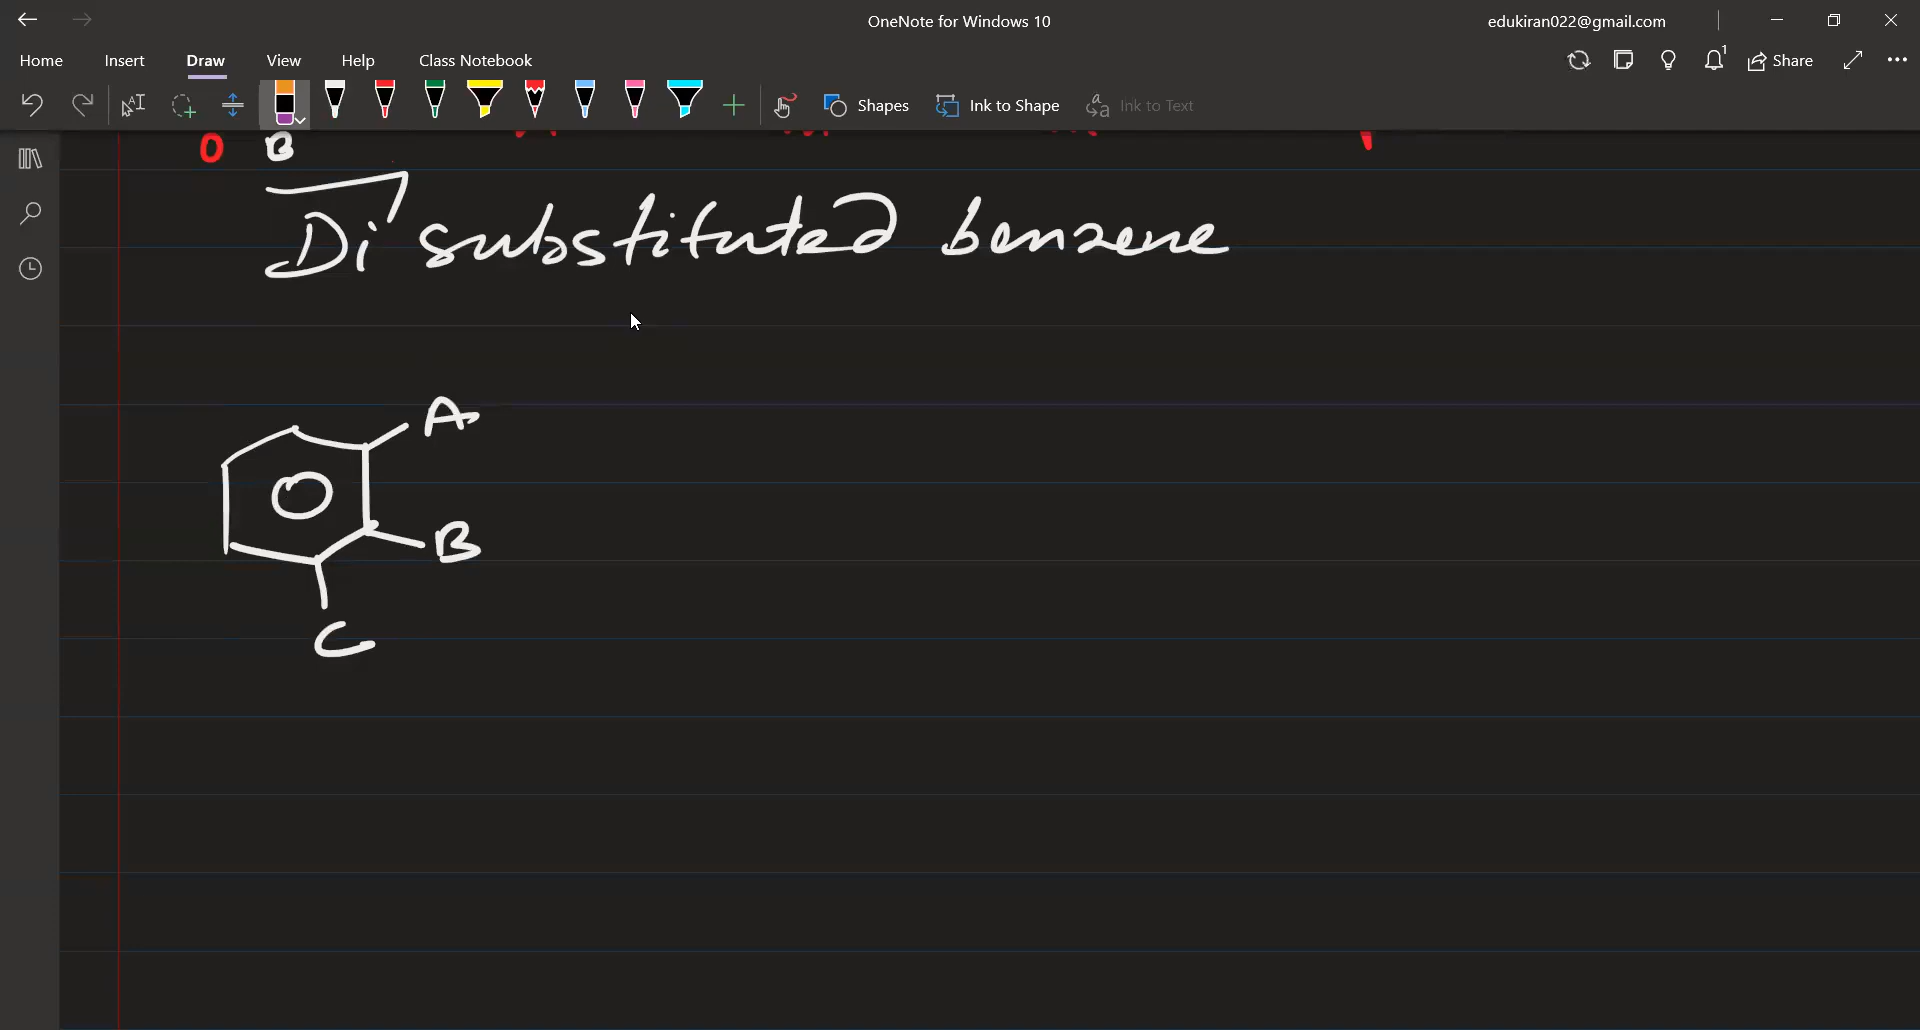 OneNote for Windows 10
edukiran022@gmail.com
Home Insert Draw View Help Class Notebook
1
Share
Shapes
Ink to Shape
Ink to Text
O B
Di substituted benzene
A
B
C